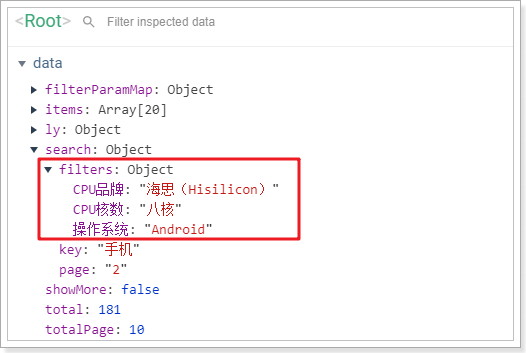 <Root> Filter inspected data
data
filterParamMap: Object
items: Array[20]
ly: Object
search: Object
filters: Object
CPU品牌: "海思（Hisilicon）"
CPU核数: "八核"
操作系统: "Android"
key: "手机"
page: "2"
showMore: false
total: 181
totalPage: 10